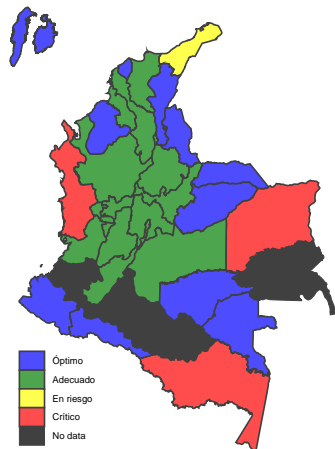 Óptimo
Adecuado
En riesgo
Crítico
No data